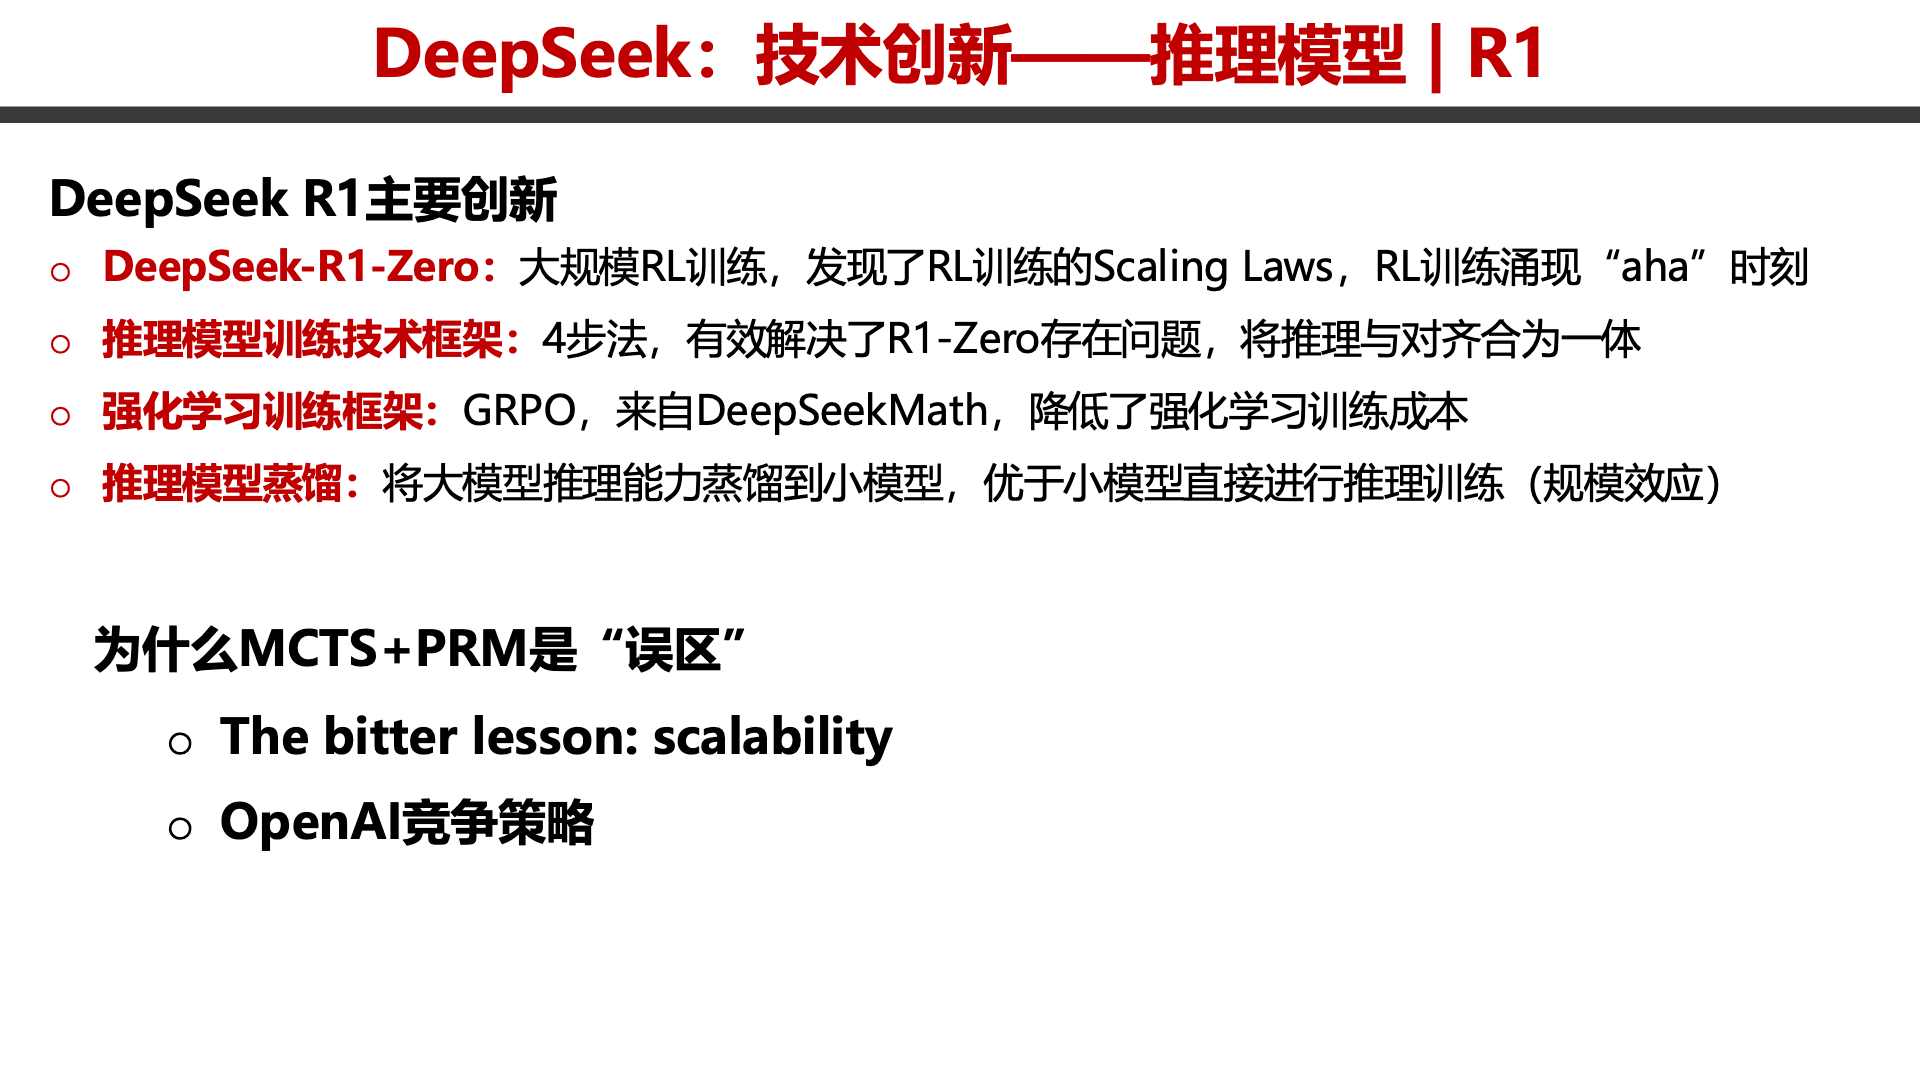 DeepSeek：技术创新——推理模型 | R1
DeepSeek R1主要创新
○ DeepSeek-R1-Zero：大规模RL训练，发现了RL训练的Scaling Laws，RL训练涌现“aha”时刻
○ 推理模型训练技术框架：4步法，有效解决了R1-Zero存在问题，将推理与对齐合为一体
○ 强化学习训练框架：GRPO，来自DeepSeekMath，降低了强化学习训练成本
○ 推理模型蒸馏：将大模型推理能力蒸馏到小模型，优于小模型直接进行推理训练（规模效应）
为什么MCTS+PRM是“误区”
○ The bitter lesson: scalability
○ OpenAI竞争策略